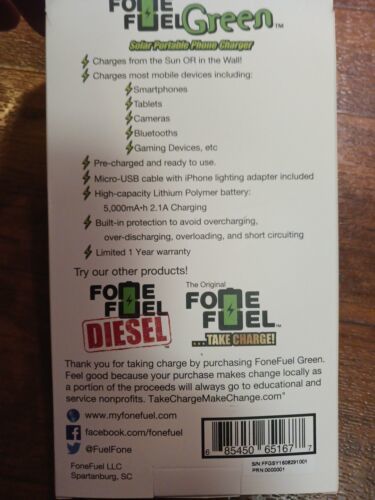 FONE
FUEL Green™
Solar Portable Phone Charger
Charges from the Sun OR in the Wall!
Charges most mobile devices including:
Smartphones
Tablets
Cameras
Bluetooths
Gaming Devices, etc
Pre-charged and ready to use.
Micro-USB cable with iPhone lighting adapter included
High-capacity Lithium Polymer battery:
5,000mA•h 2.1A Charging
Built-in protection to avoid overcharging,
over-discharging, overloading, and short circuiting
Limited 1 Year warranty
Try our other products!
FONE
FUEL
DIESEL
The Original
FONE
FUEL™
...TAKE CHARGE!
Thank you for taking charge by purchasing FoneFuel Green.
Feel good because your purchase makes change locally as
a portion of the proceeds will always go to educational and
service nonprofits. TakeChargeMakeChange.com"
www.myfonefuel.com
facebook.com/fonefuel
@FuelFone
FoneFuel LLC
Spartanburg, SC
6 85450 65167 7
S/N:FFGSY1608291001
PRN:0000001